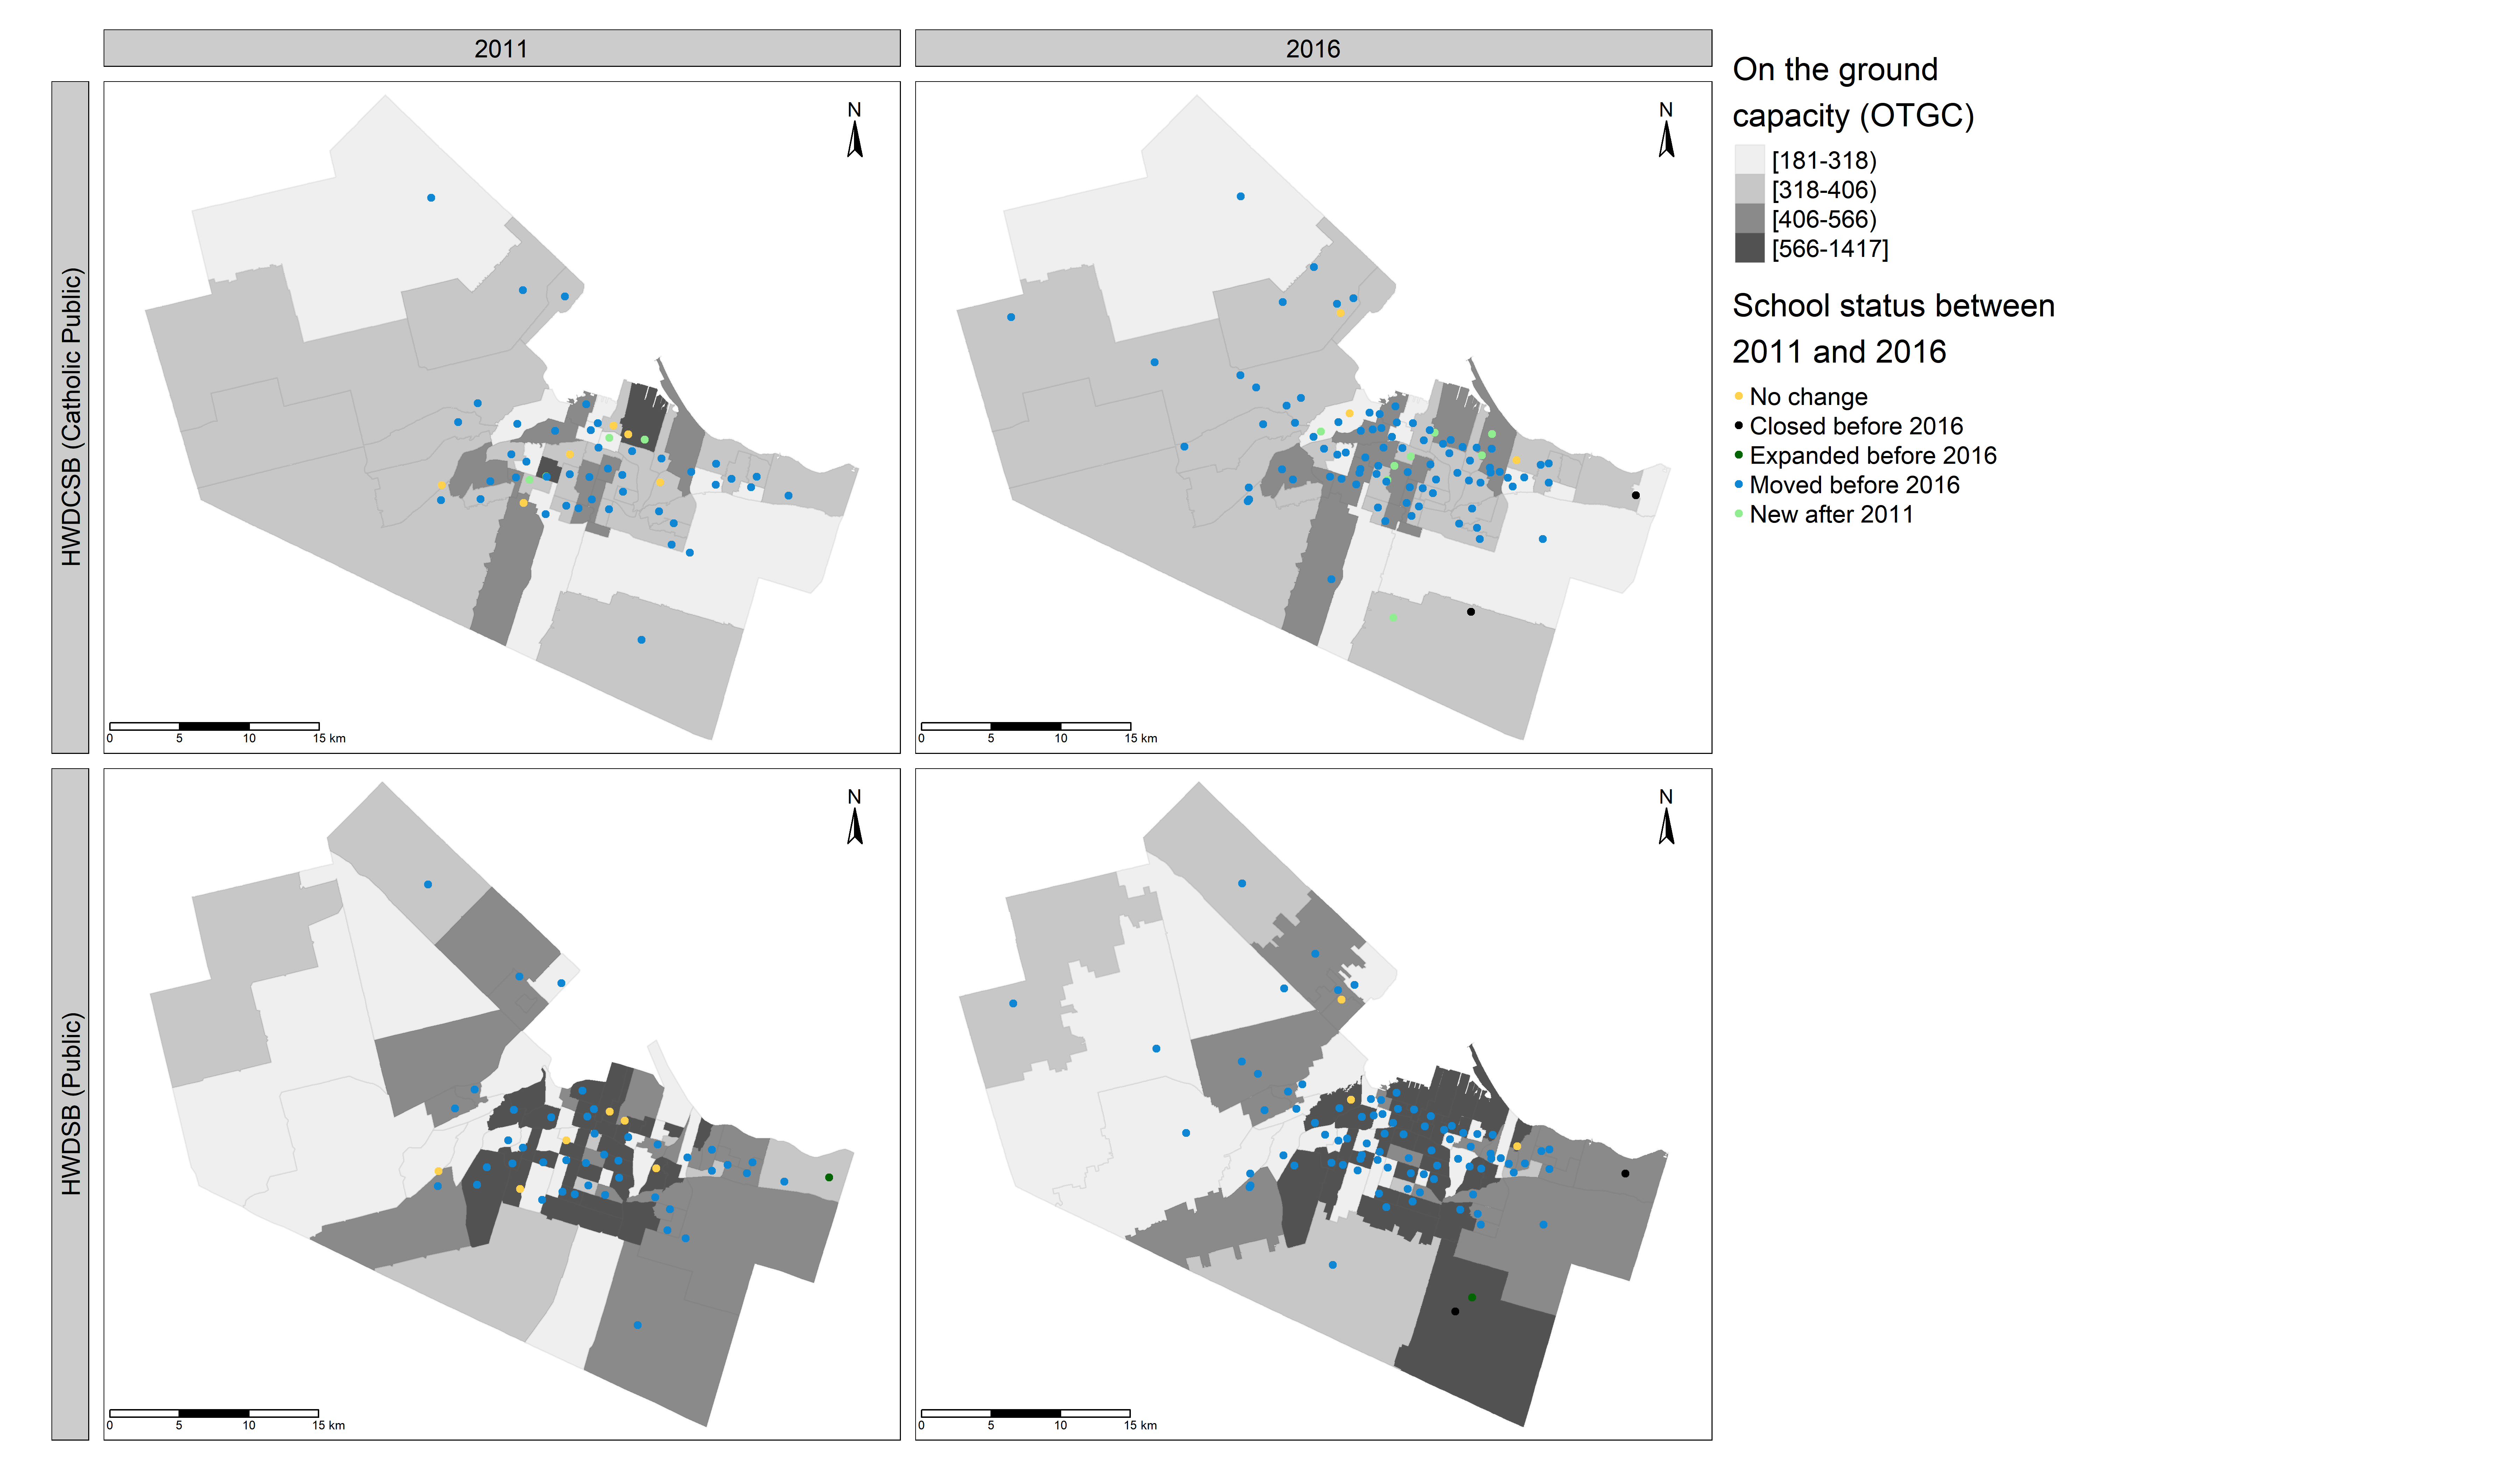 2011
2016
HWDCSB (Catholic Public)
N
0 5 10 15 km
N
0 5 10 15 km
HWDSB (Public)
N
0 5 10 15 km
N
0 5 10 15 km
On the ground
capacity (OTGC)
[181-318)
[318-406)
[406-566)
[566-1417]
School status between
2011 and 2016
No change
Closed before 2016
Expanded before 2016
Moved before 2016
New after 2011